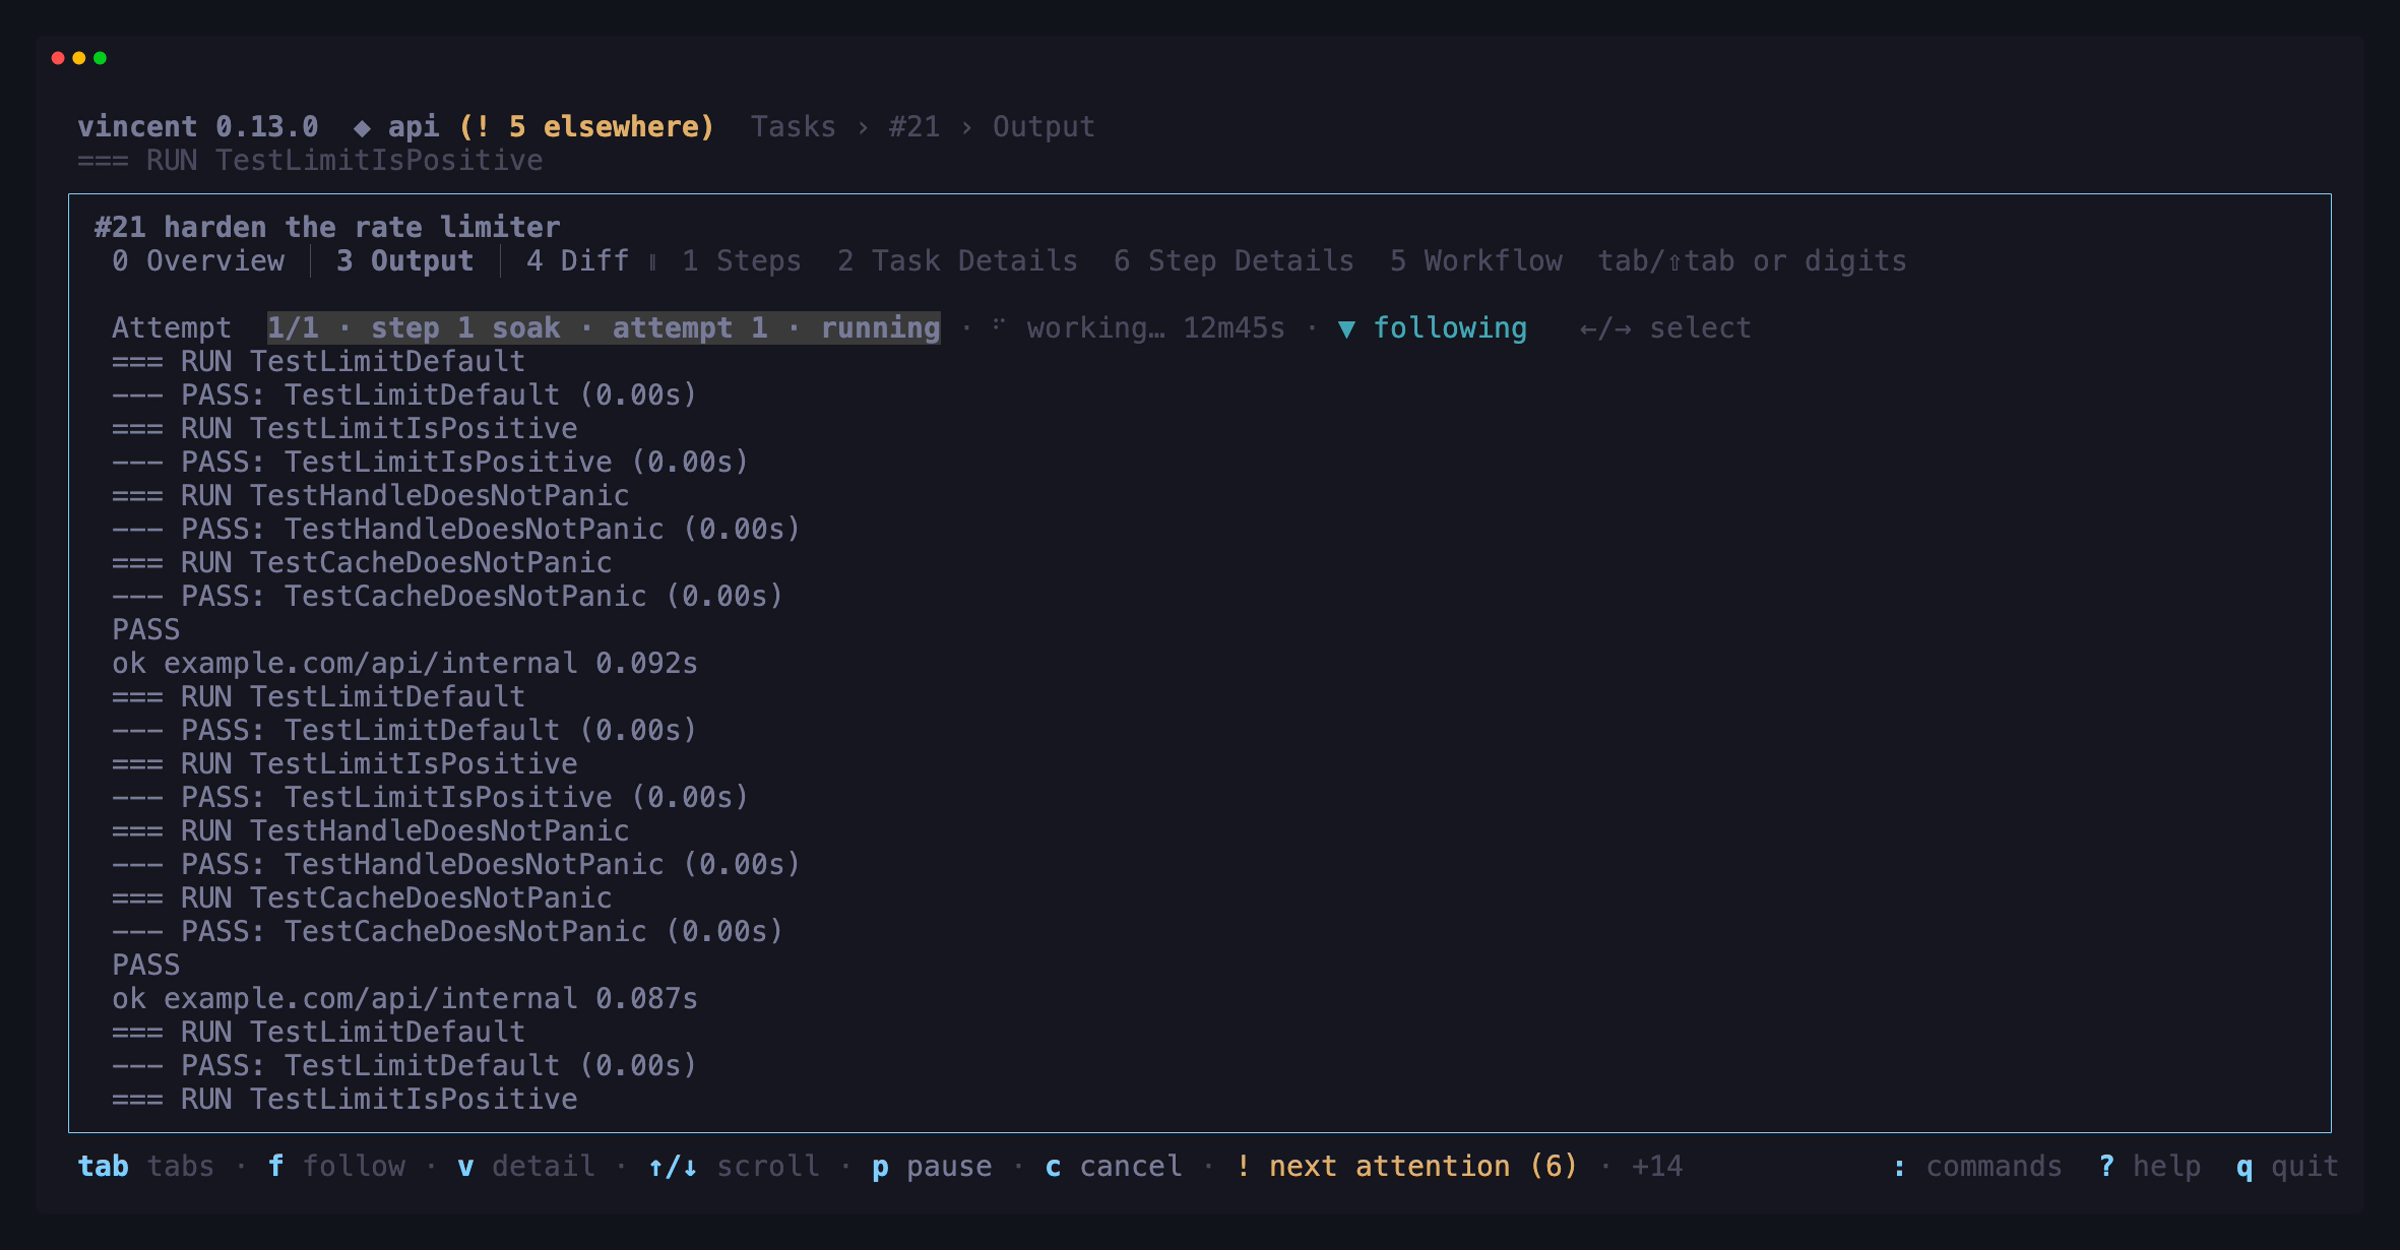 vincent 0.13.0 ◆ api (! 5 elsewhere) Tasks › #21 › Output
=== RUN TestLimitIsPositive
#21 harden the rate limiter
0 Overview │ 3 Output │ 4 Diff ⫾ 1 Steps 2 Task Details 6 Step Details 5 Workflow tab/⇧tab or digits
Attempt 1/1 · step 1 soak · attempt 1 · running · ⠋ working… 12m45s · ▼ following ←/→ select
=== RUN TestLimitDefault
--- PASS: TestLimitDefault (0.00s)
=== RUN TestLimitIsPositive
--- PASS: TestLimitIsPositive (0.00s)
=== RUN TestHandleDoesNotPanic
--- PASS: TestHandleDoesNotPanic (0.00s)
=== RUN TestCacheDoesNotPanic
--- PASS: TestCacheDoesNotPanic (0.00s)
PASS
ok example.com/api/internal 0.092s
=== RUN TestLimitDefault
--- PASS: TestLimitDefault (0.00s)
=== RUN TestLimitIsPositive
--- PASS: TestLimitIsPositive (0.00s)
=== RUN TestHandleDoesNotPanic
--- PASS: TestHandleDoesNotPanic (0.00s)
=== RUN TestCacheDoesNotPanic
--- PASS: TestCacheDoesNotPanic (0.00s)
PASS
ok example.com/api/internal 0.087s
=== RUN TestLimitDefault
--- PASS: TestLimitDefault (0.00s)
=== RUN TestLimitIsPositive
tab tabs · f follow · v detail · ↑/↓ scroll · p pause · c cancel · ! next attention (6) · +14 : commands ? help q quit